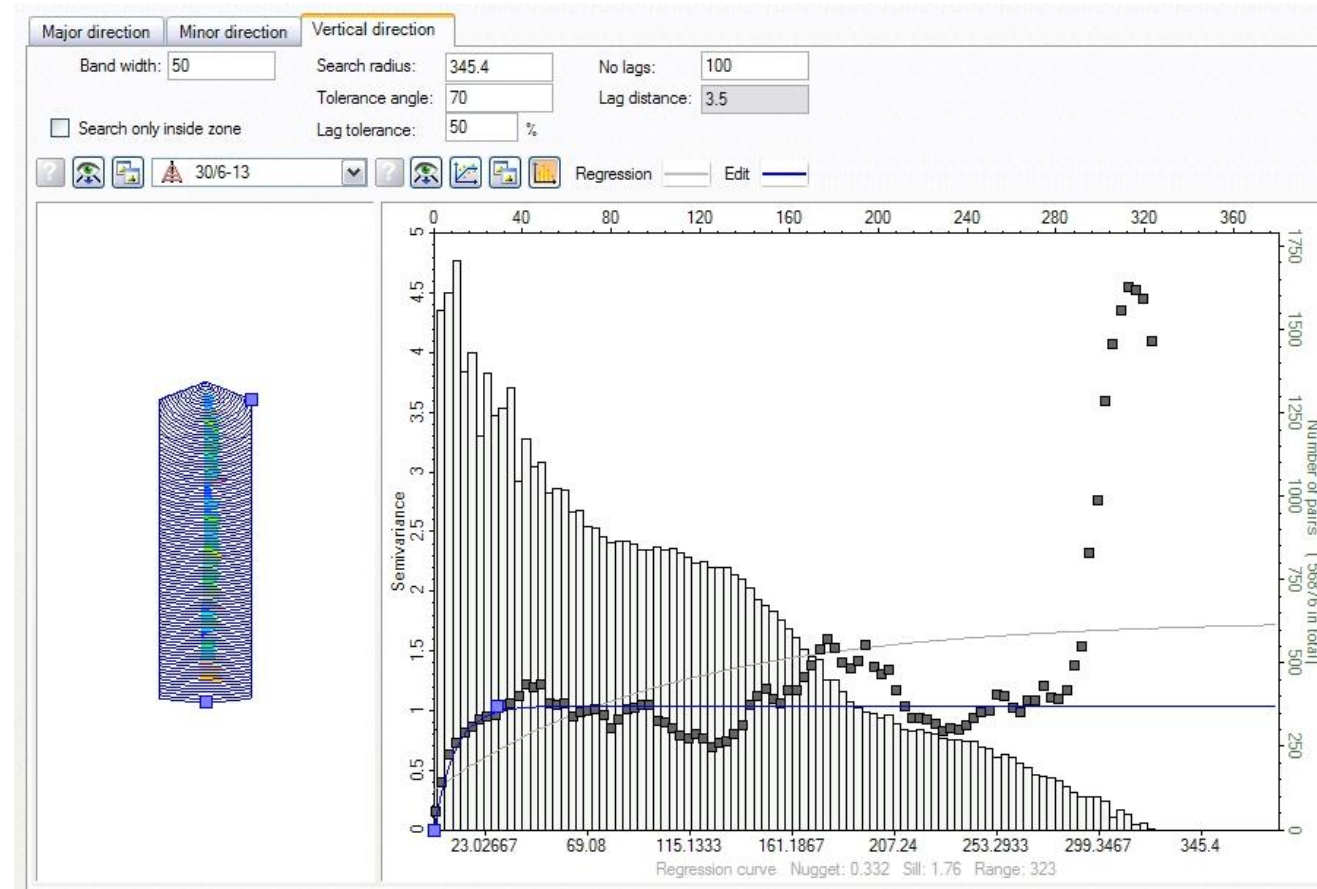 Major direction Minor direction Vertical direction
Band width: 50 Search radius: 345.4 No lags: 100
Tolerance angle: 70 Lag distance: 3.5
Search only inside zone Lag tolerance: 50 %
30/6-13 Regression Edit
0 40 80 120 160 200 240 280 320 360
5
4.5
4
3.5
3
2.5
2
1.5
1
0.5
0
Semivariance
1750
1500
1250
1000
750
500
250
0
Number of pairs (56876 in total)
23.02667 69.08 115.1333 161.1867 207.24 253.2933 299.3467 345.4
Regression curve Nugget: 0.332 Sill: 1.76 Range: 323